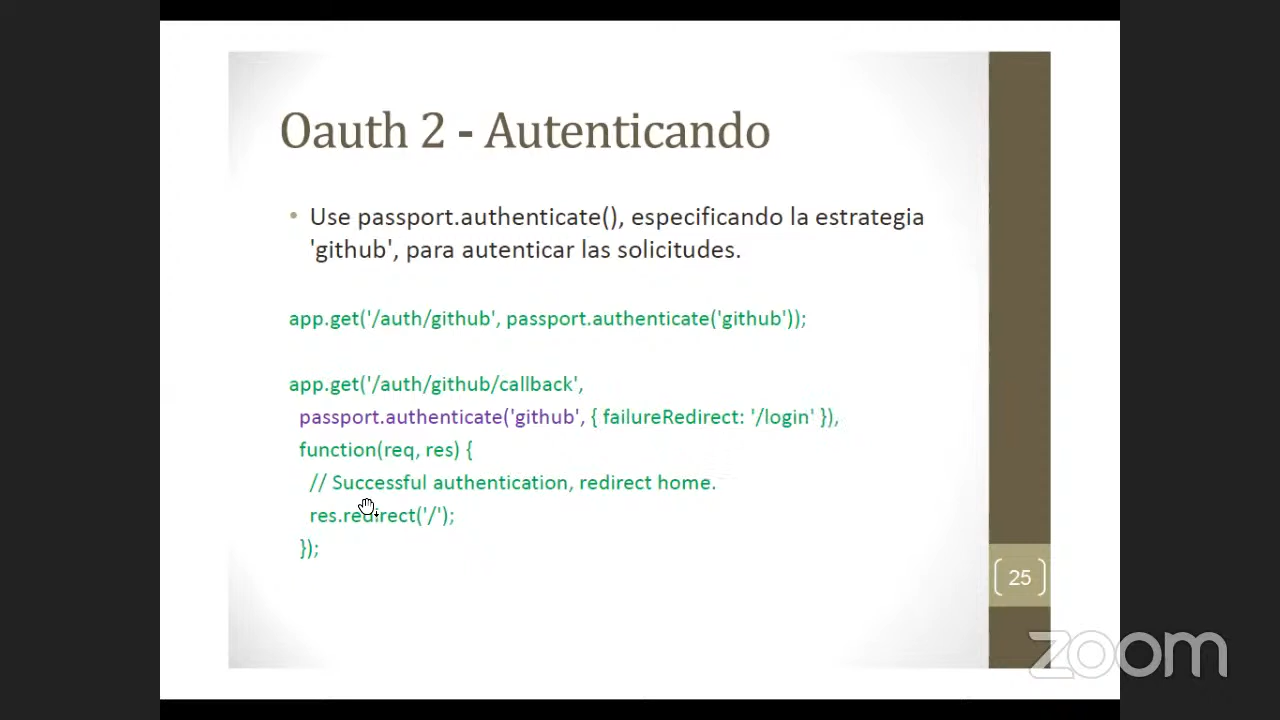 Oauth 2 - Autenticando
• Use passport.authenticate(), especificando la estrategia
'github', para autenticar las solicitudes.
app.get('/auth/github', passport.authenticate('github'));
app.get('/auth/github/callback',
passport.authenticate('github', { failureRedirect: '/login' }),
function(req, res) {
// Successful authentication, redirect home.
res.redirect('/');
});
25
zoom